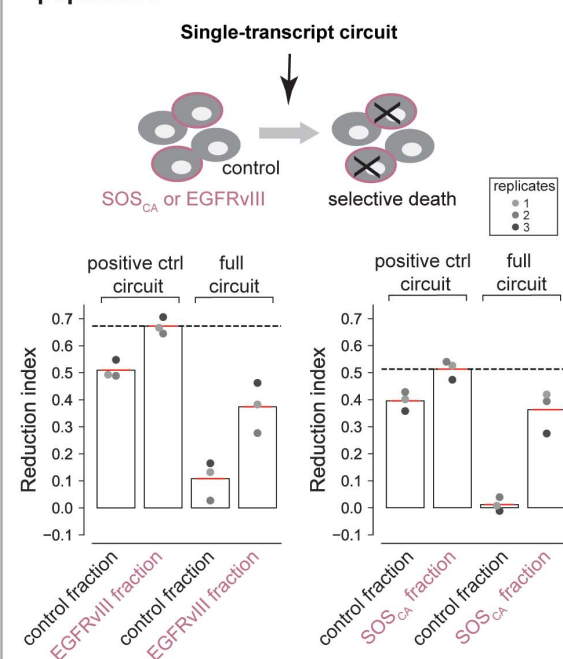 Single-transcript circuit
control
SOSCA or EGFRvIII
selective death
replicates
1
2
3
positive ctrl circuit
full circuit
Reduction index
0.7
0.6
0.5
0.4
0.3
0.2
0.1
0.0
−0.1
control fraction
EGFRvIII fraction
control fraction
EGFRvIII fraction
positive ctrl circuit
full circuit
Reduction index
0.7
0.6
0.5
0.4
0.3
0.2
0.1
0.0
−0.1
control fraction
SOSCA fraction
control fraction
SOSCA fraction